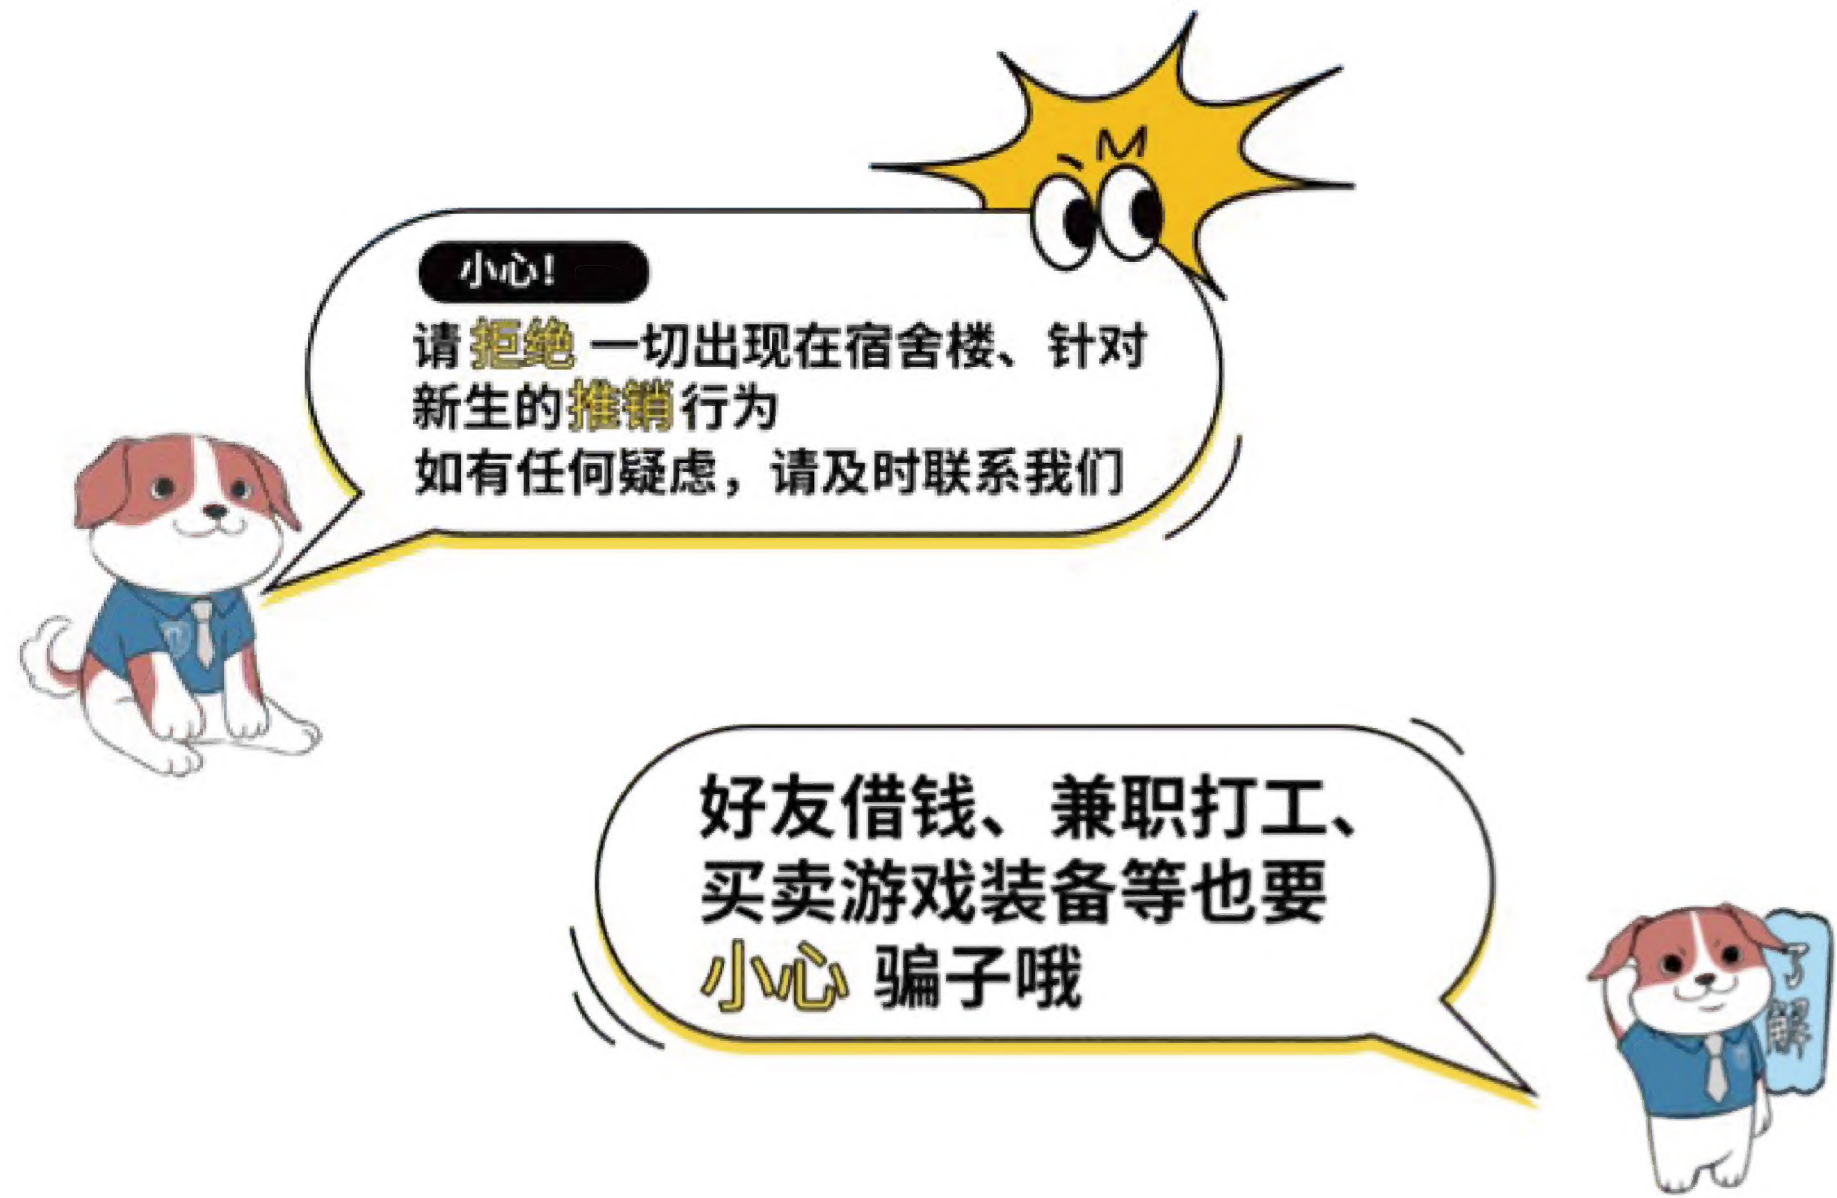 小心！
请拒绝一切出现在宿舍楼、针对
新生的推销行为
如有任何疑虑，请及时联系我们
好友借钱、兼职打工、
买卖游戏装备等也要
小心 骗子哦
了解